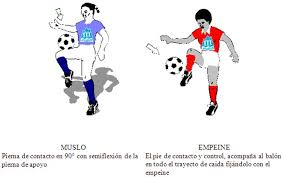 MUSLO
Pierna de contacto en 90° con semiflexión de la
pierna de apoyo
EMPEINE
El pie de contacto y control, acompaña al balón
en todo el trayecto de caída fijándolo con el
empeine